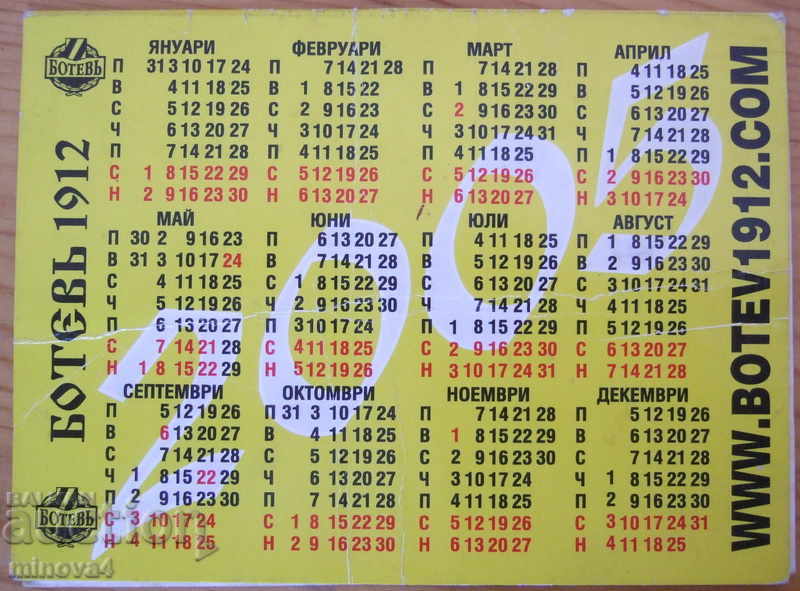 БОТЕВЪ
БОТЕВЪ 1912
БОТЕВЪ
2005
ЯНУАРИ
П 31 3 10 17 24
В 4 11 18 25
С 5 12 19 26
Ч 6 13 20 27
П 7 14 21 28
С 1 8 15 22 29
Н 2 9 16 23 30
ФЕВРУАРИ
П 7 14 21 28
В 1 8 15 22
С 2 9 16 23
Ч 3 10 17 24
П 4 11 18 25
С 5 12 19 26
Н 6 13 20 27
МАРТ
П 7 14 21 28
В 1 8 15 22 29
С 2 9 16 23 30
Ч 3 10 17 24 31
П 4 11 18 25
С 5 12 19 26
Н 6 13 20 27
АПРИЛ
П 4 11 18 25
В 5 12 19 26
С 6 13 20 27
Ч 7 14 21 28
П 1 8 15 22 29
С 2 9 16 23 30
Н 3 10 17 24
МАЙ
П 30 2 9 16 23
В 31 3 10 17 24
С 4 11 18 25
Ч 5 12 19 26
П 6 13 20 27
С 7 14 21 28
Н 1 8 15 22 29
ЮНИ
П 6 13 20 27
В 7 14 21 28
С 1 8 15 22 29
Ч 2 9 16 23 30
П 3 10 17 24
С 4 11 18 25
Н 5 12 19 26
ЮЛИ
П 4 11 18 25
В 5 12 19 26
С 6 13 20 27
Ч 7 14 21 28
П 1 8 15 22 29
С 2 9 16 23 30
Н 3 10 17 24 31
АВГУСТ
П 1 8 15 22 29
В 2 9 16 23 30
С 3 10 17 24 31
Ч 4 11 18 25
П 5 12 19 26
С 6 13 20 27
Н 7 14 21 28
СЕПТЕМВРИ
П 5 12 19 26
В 6 13 20 27
С 7 14 21 28
Ч 1 8 15 22 29
П 2 9 16 23 30
С 3 10 17 24
Н 4 11 18 25
ОКТОМВРИ
П 31 3 10 17 24
В 4 11 18 25
С 5 12 19 26
Ч 6 13 20 27
П 7 14 21 28
С 1 8 15 22 29
Н 2 9 16 23 30
НОЕМВРИ
П 7 14 21 28
В 1 8 15 22 29
С 2 9 16 23 30
Ч 3 10 17 24
П 4 11 18 25
С 5 12 19 26
Н 6 13 20 27
ДЕКЕМВРИ
П 5 12 19 26
В 6 13 20 27
С 7 14 21 28
Ч 1 8 15 22 29
П 2 9 16 23 30
С 3 10 17 24 31
Н 4 11 18 25
WWW.BOTEV1912.COM
BALKAN
auction
minova4